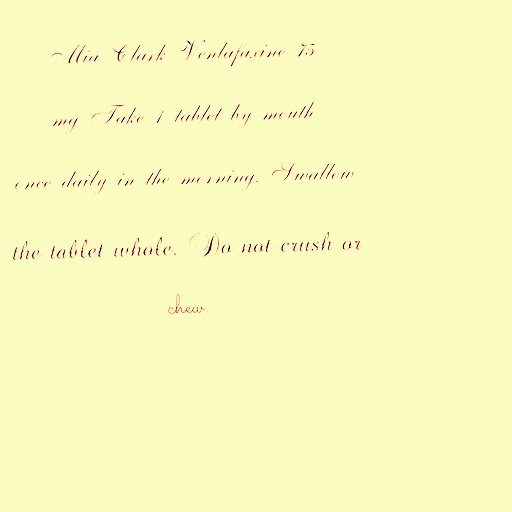 Mia Clark Venlafaxine 75
mg Take 1 tablet by mouth
once daily in the morning. Swallow
the tablet whole. Do not crush or
chew